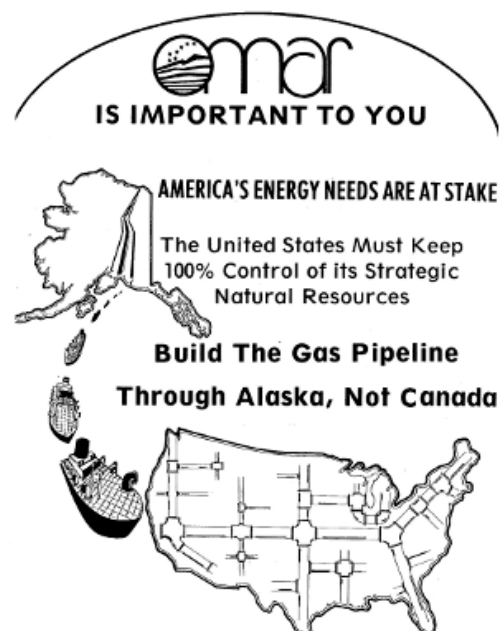 omar
IS IMPORTANT TO YOU
AMERICA'S ENERGY NEEDS ARE AT STAKE
The United States Must Keep
100% Control of its Strategic
Natural Resources
Build The Gas Pipeline
Through Alaska, Not Canada